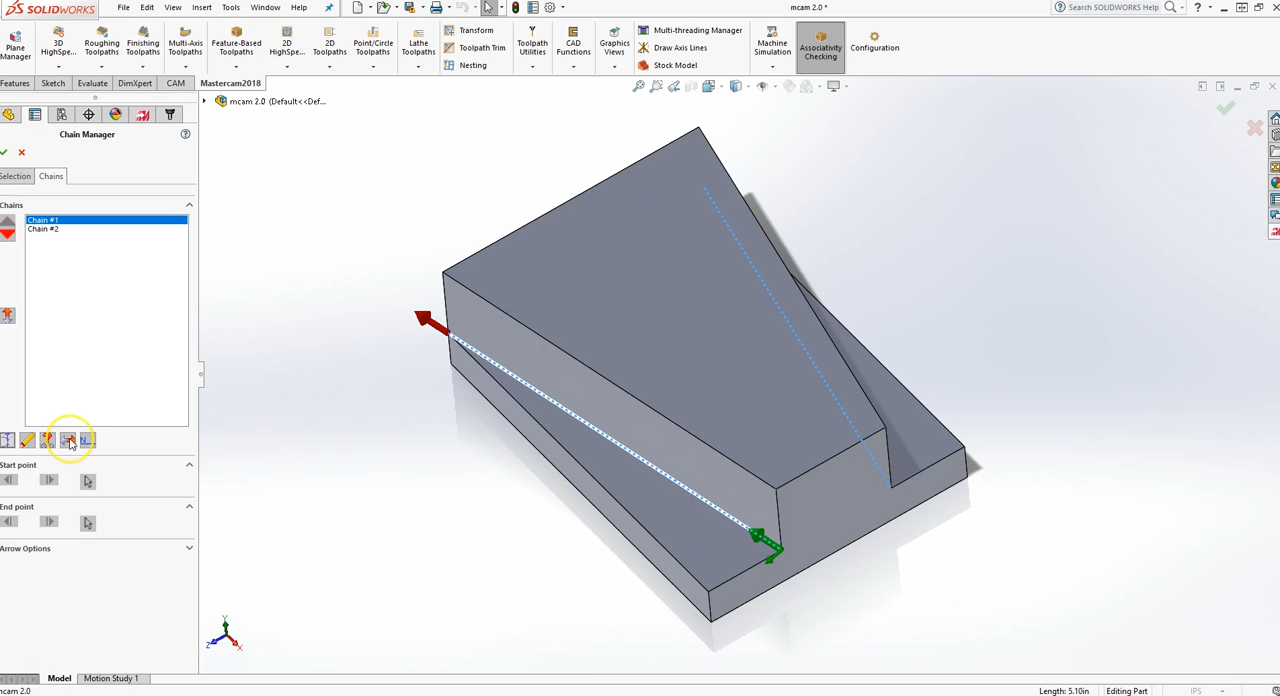 SOLIDWORKS File Edit View Insert Tools Window Help mcam 2.0 * Search SOLIDWORKS Help
Plane Manager 3D HighSpe... Roughing Toolpaths Finishing Toolpaths Multi-Axis Toolpaths Feature-Based Toolpaths 2D HighSpe... 2D Toolpaths Point/Circle Toolpaths Lathe Toolpaths Transform Toolpath Trim Nesting Toolpath Utilities CAD Functions Graphics Views Multi-threading Manager Draw Axis Lines Stock Model Machine Simulation Associativity Checking Configuration
Features Sketch Evaluate DimXpert CAM Mastercam2018
mcam 2.0 (Default<<Def...
Chain Manager
Selection Chains
Chains
Chain #1
Chain #2
N
Start point
End point
Arrow Options
Y
Z
X
Model Motion Study 1
mcam 2.0 Length: 5.10in Editing Part IPS